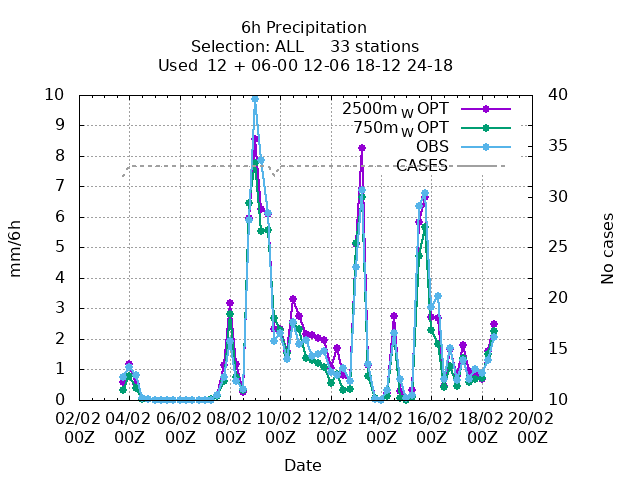 6h Precipitation
Selection: ALL 33 stations
Used 12 + 06-00 12-06 18-12 24-18
10 40
2500m W OPT
9
750m W OPT
8 35
OBS
CASES
7
30
6
mm/6h
No cases
5 25
4
3 20
2
15
1
0 10
02/02 04/02 06/02 08/02 10/02 12/02 14/02 16/02 18/02 20/02
00Z 00Z 00Z 00Z 00Z 00Z 00Z 00Z 00Z 00Z
Date